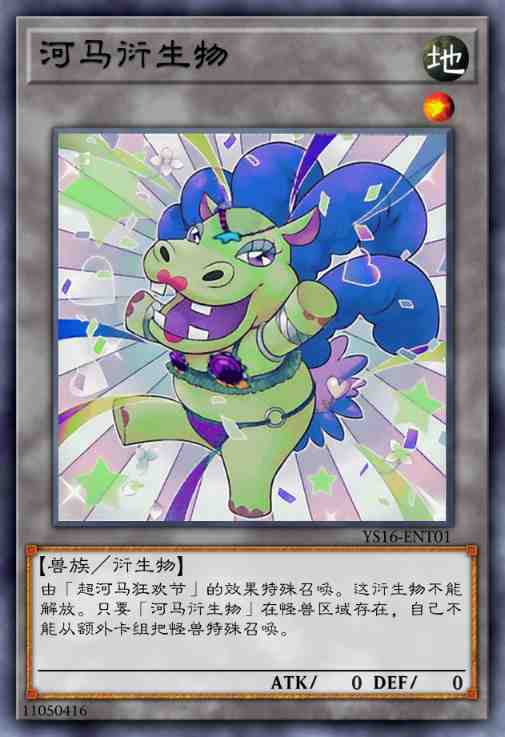 河马衍生物
地
YS16-ENT01
【兽族／衍生物】
由「超河马狂欢节」的效果特殊召唤。这衍生物不能
解放。只要「河马衍生物」在怪兽区域存在，自己不
能从额外卡组把怪兽特殊召唤。
ATK/ 0 DEF/ 0
11050416